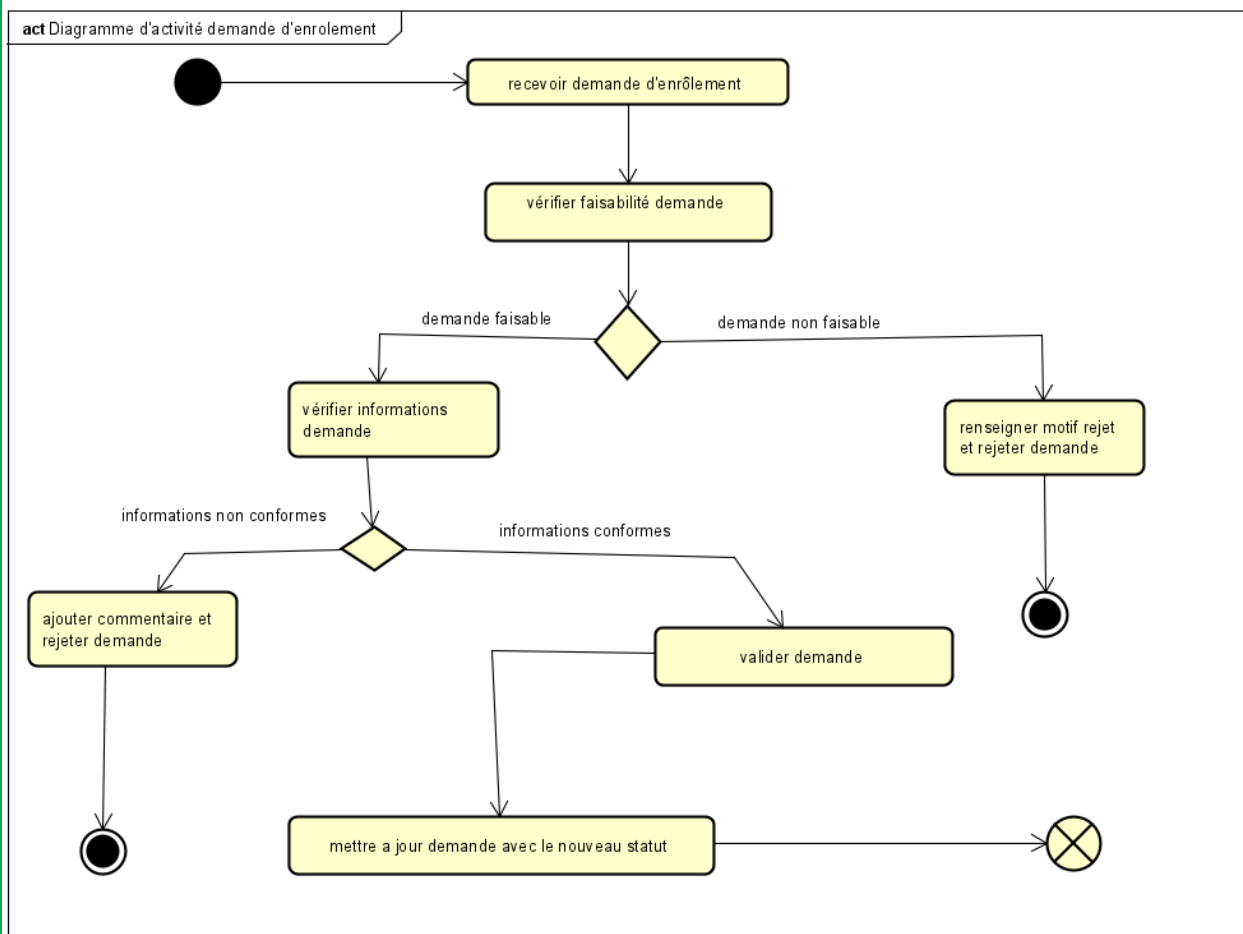 act Diagramme d'activité demande d'enrolement
recevoir demande d'enrôlement
vérifier faisabilité demande
demande faisable
demande non faisable
vérifier informations
demande
renseigner motif rejet
et rejeter demande
informations non conformes
informations conformes
ajouter commentaire et
rejeter demande
valider demande
mettre a jour demande avec le nouveau statut